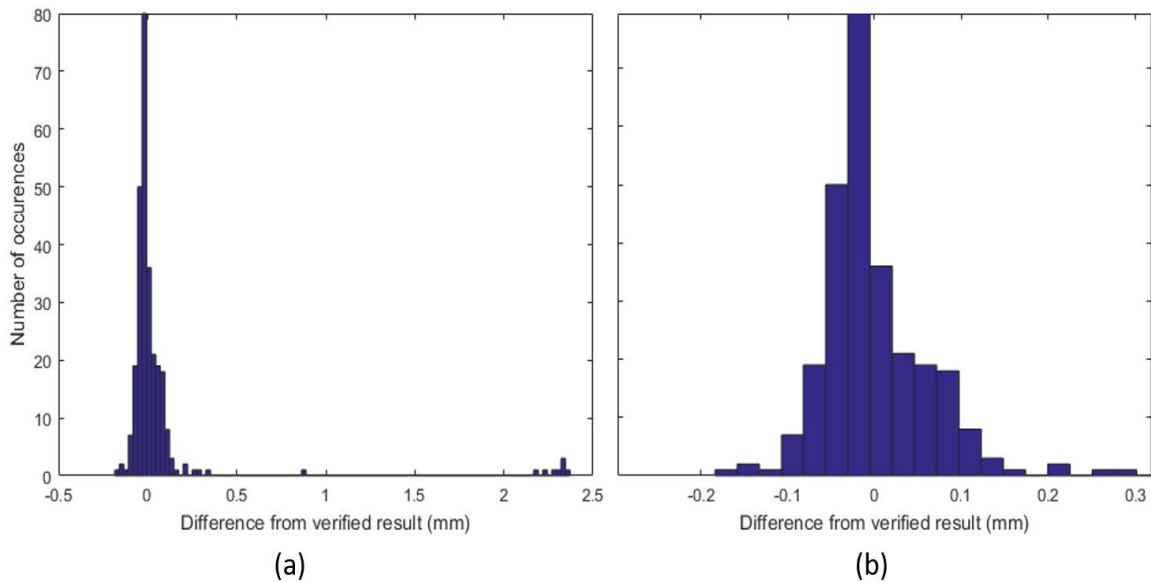 80
70
60
50
40
30
20
10
0
Number of occurences
-0.5 0 0.5 1 1.5 2 2.5
Difference from verified result (mm)
(a)
-0.2 -0.1 0 0.1 0.2 0.3
Difference from verified result (mm)
(b)